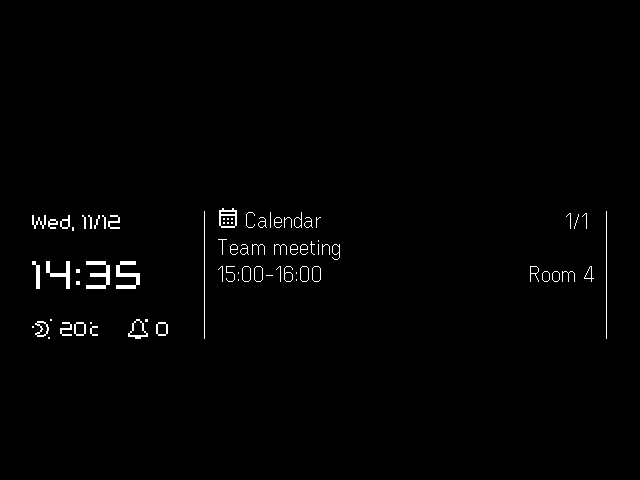 Wed, 11/12
14:35
20c
0
Calendar
1/1
Team meeting
15:00-16:00
Room 4